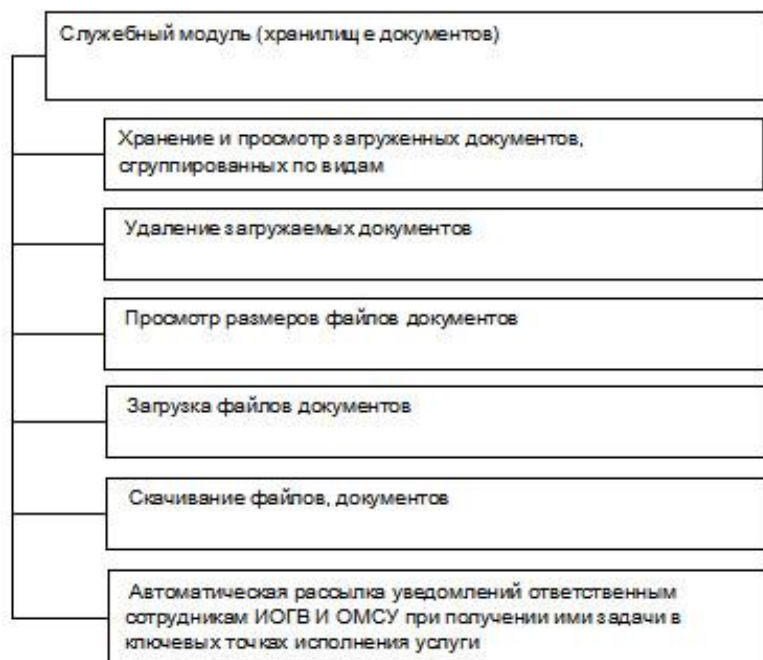 Служебный модуль (хранилище документов)
Хранение и просмотр загруженных документов,
сгруппированных по видам
Удаление загружаемых документов
Просмотр размеров файлов документов
Загрузка файлов документов
Скачивание файлов, документов
Автоматическая рассылка уведомлений ответственным
сотрудникам ИОГВ И ОМСУ при получении ими задачи в
ключевых точках исполнения услуги